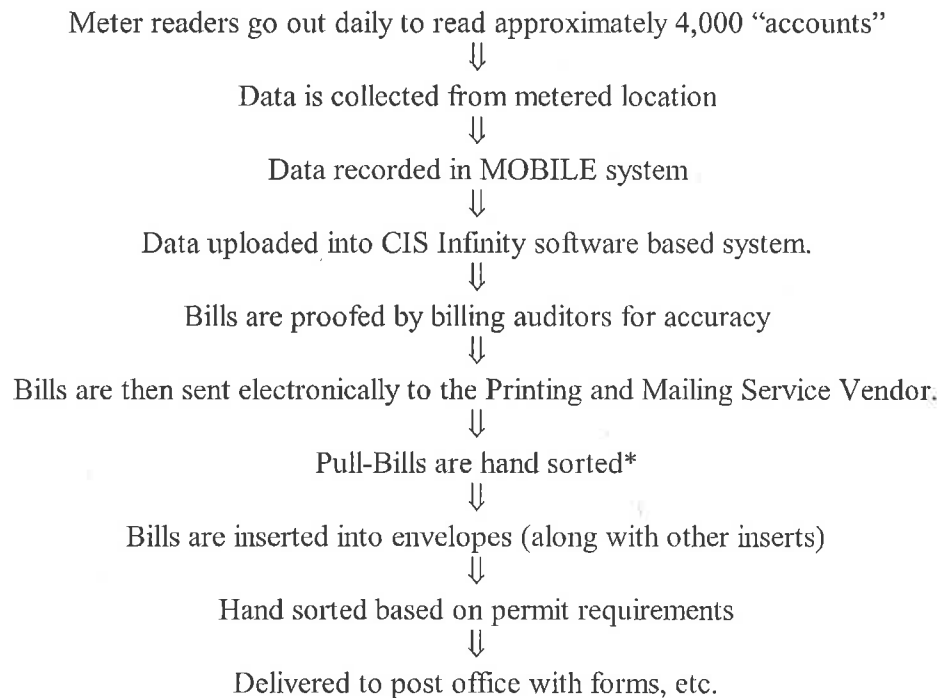 Meter readers go out daily to read approximately 4,000 “accounts”
⇓
Data is collected from metered location
⇓
Data recorded in MOBILE system
⇓
Data uploaded into CIS Infinity software based system.
⇓
Bills are proofed by billing auditors for accuracy
⇓
Bills are then sent electronically to the Printing and Mailing Service Vendor.
⇓
Pull-Bills are hand sorted*
⇓
Bills are inserted into envelopes (along with other inserts)
⇓
Hand sorted based on permit requirements
⇓
Delivered to post office with forms, etc.